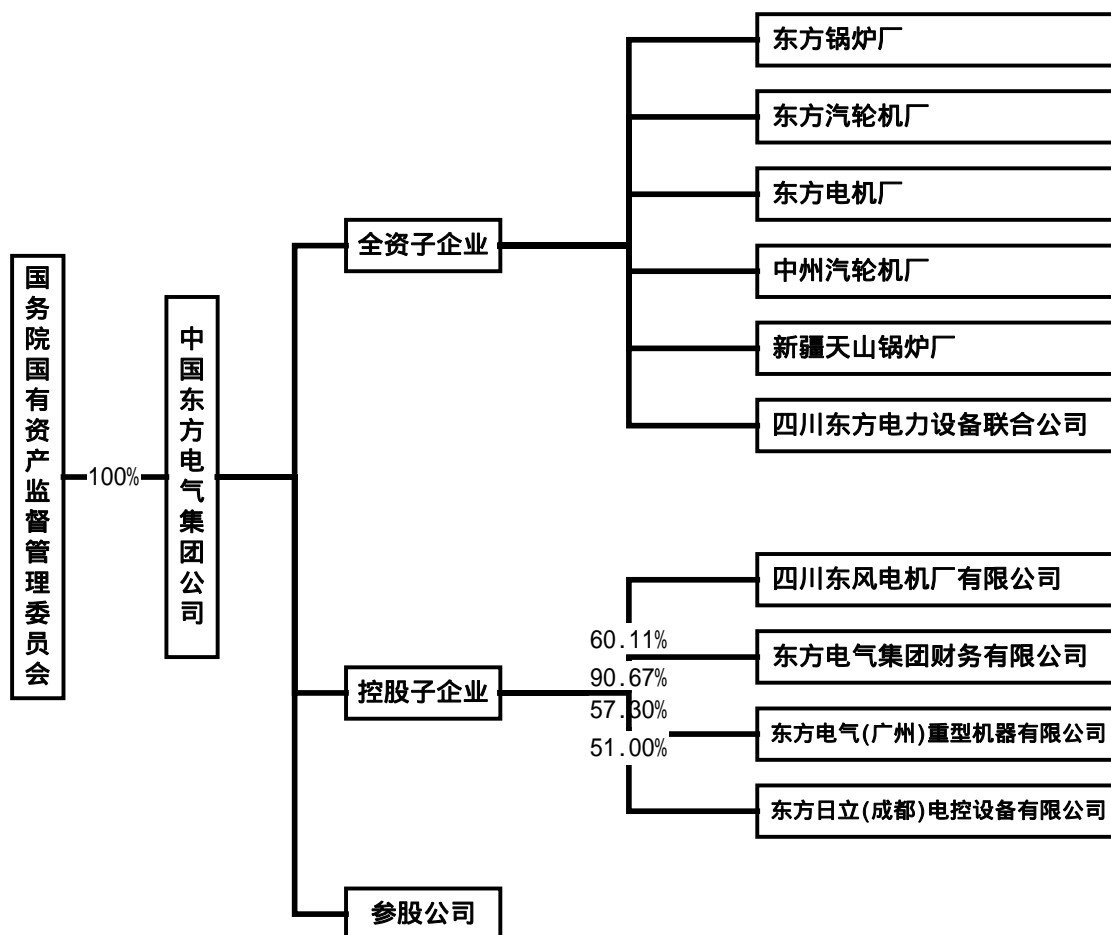 国务院国有资产监督管理委员会
100%
中国东方电气集团公司
全资子企业
东方锅炉厂
东方汽轮机厂
东方电机厂
中州汽轮机厂
新疆天山锅炉厂
四川东方电力设备联合公司
控股子企业
60.11%
四川东风电机厂有限公司
90.67%
东方电气集团财务有限公司
57.30%
东方电气(广州)重型机器有限公司
51.00%
东方日立(成都)电控设备有限公司
参股公司